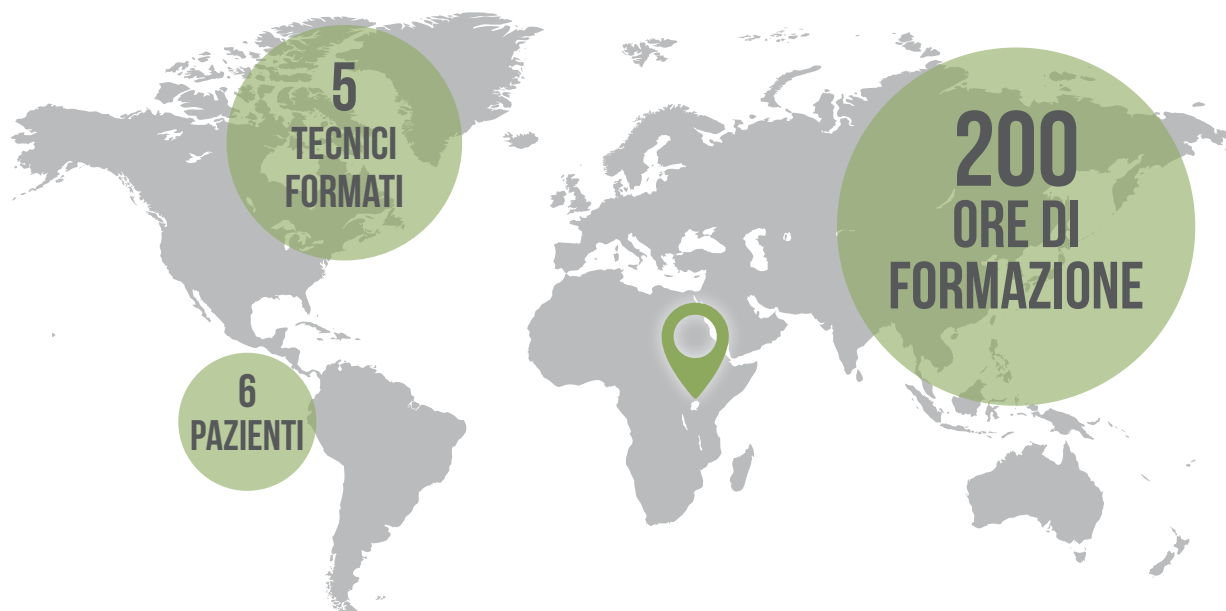 5
TECNICI
FORMATI
200
ORE DI
FORMAZIONE
6
PAZIENTI